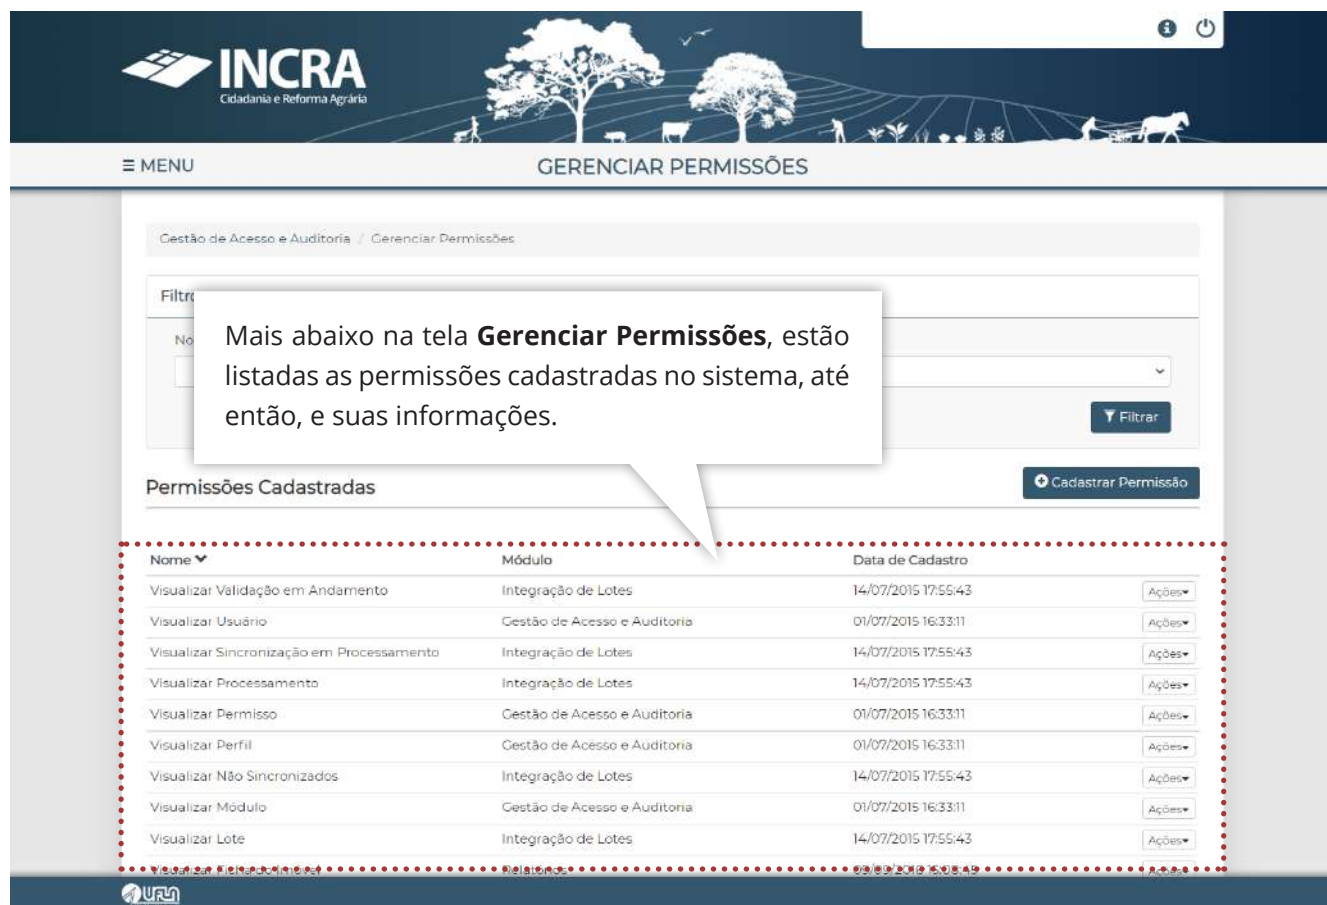 INCRA
Cidadania e Reforma Agrária
MENU
GERENCIAR PERMISSÕES
Gestão de Acesso e Auditoria / Gerenciar Permissões
Filtro
No
Mais abaixo na tela Gerenciar Permissões, estão
listadas as permissões cadastradas no sistema, até
então, e suas informações.
Filtrar
Permissões Cadastradas
Cadastrar Permissão
Nome Módulo Data de Cadastro
Visualizar Validação em Andamento Integração de Lotes 14/07/2015 17:55:43 Ações
Visualizar Usuário Gestão de Acesso e Auditoria 01/07/2015 16:33:11 Ações
Visualizar Sincronização em Processamento Integração de Lotes 14/07/2015 17:55:43 Ações
Visualizar Processamento Integração de Lotes 14/07/2015 17:55:43 Ações
Visualizar Permisso Gestão de Acesso e Auditoria 01/07/2015 16:33:11 Ações
Visualizar Perfil Gestão de Acesso e Auditoria 01/07/2015 16:33:11 Ações
Visualizar Não Sincronizados Integração de Lotes 14/07/2015 17:55:43 Ações
Visualizar Módulo Gestão de Acesso e Auditoria 01/07/2015 16:33:11 Ações
Visualizar Lote Integração de Lotes 14/07/2015 17:55:43 Ações
Visualizar Ficha do Imóvel Relatórios Ações